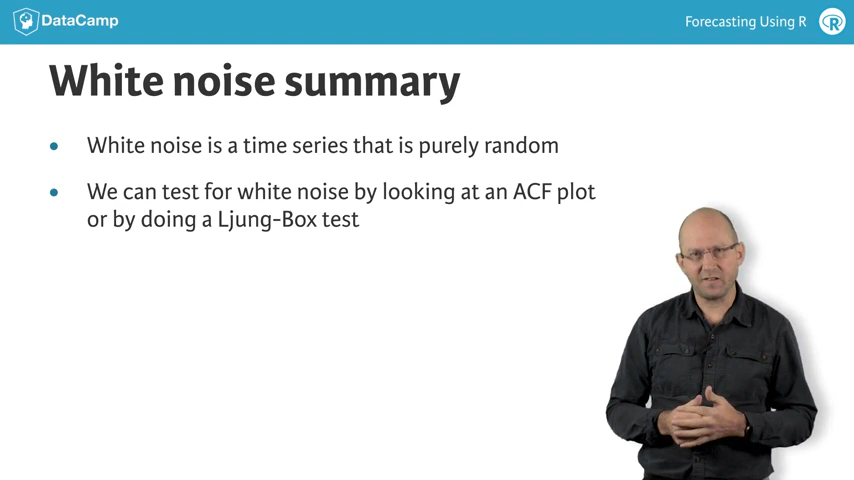 DataCamp
Forecasting Using R
R
White noise summary
• White noise is a time series that is purely random
• We can test for white noise by looking at an ACF plot
or by doing a Ljung-Box test